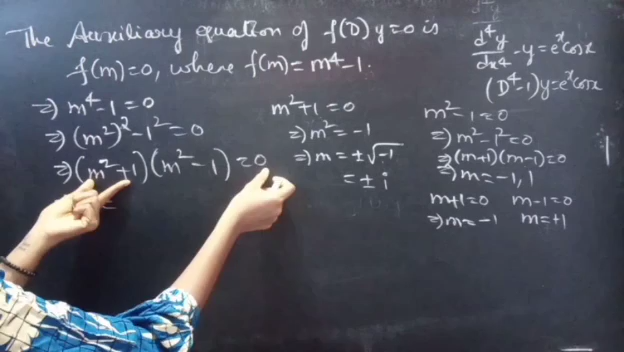 The Auxiliary equation of f(D)y=0 is
f(m)=0, where f(m)=m⁴-1.
⇒ m⁴-1=0
⇒ (m²)²-1²=0
⇒ (m²+1)(m²-1)=0
m²+1=0
⇒ m²=-1
⇒ m=±√-1
=±i
d⁴y/dx⁴ -y=eˣcosx
(D⁴-1)y=eˣcosx
m²-1=0
⇒ m²-1²=0
⇒ (m+1)(m-1)=0
⇒ m=-1,1
m+1=0 m-1=0
⇒ m=-1 m=+1